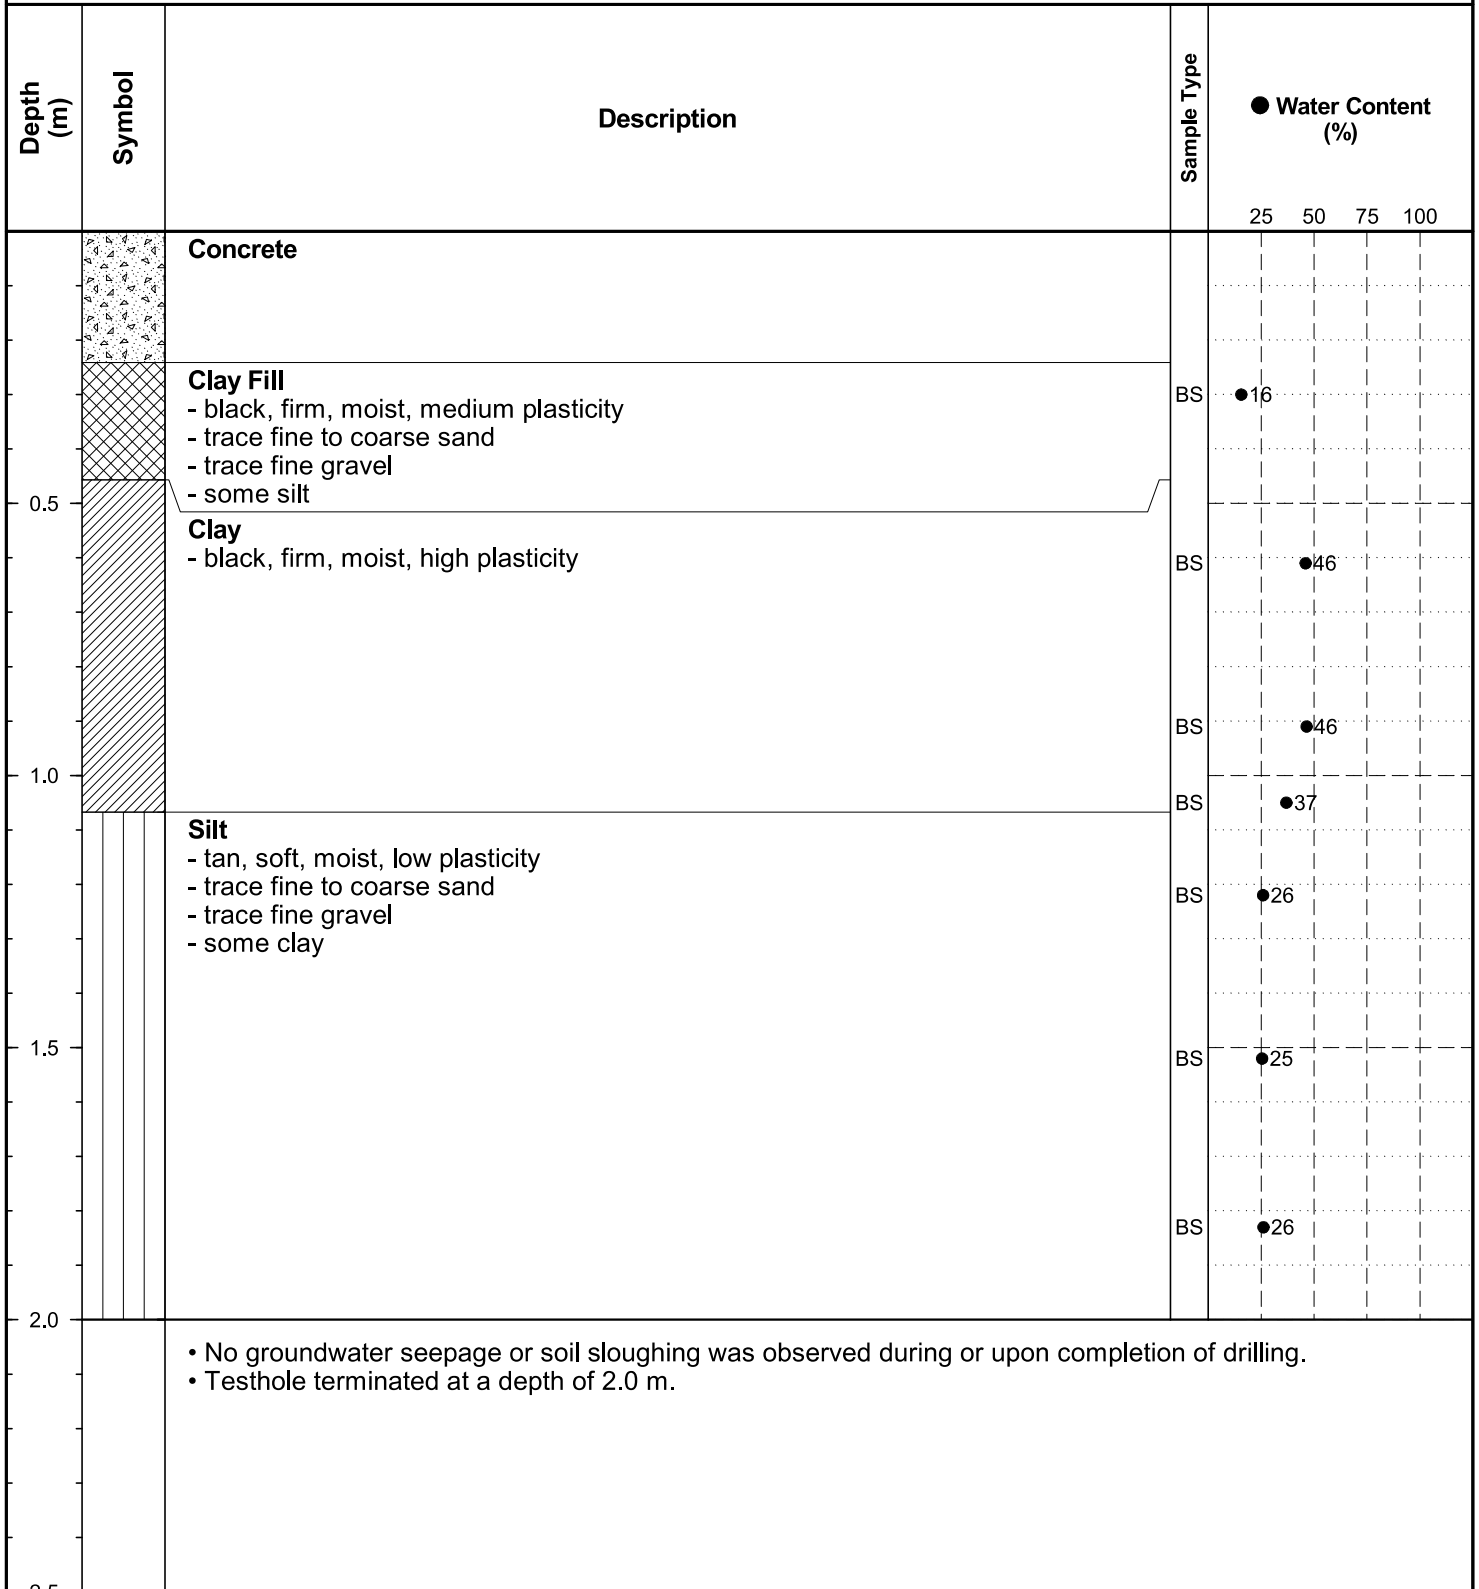 Depth
(m)
Symbol
Description
Sample Type
● Water Content
(%)
25 50 75 100
Concrete
Clay Fill
- black, firm, moist, medium plasticity
- trace fine to coarse sand
- trace fine gravel
- some silt
BS 16
0.5
Clay
- black, firm, moist, high plasticity
BS 46
BS 46
1.0
BS 37
Silt
- tan, soft, moist, low plasticity
- trace fine to coarse sand
- trace fine gravel
- some clay
BS 26
1.5
BS 25
BS 26
2.0
• No groundwater seepage or soil sloughing was observed during or upon completion of drilling.
• Testhole terminated at a depth of 2.0 m.